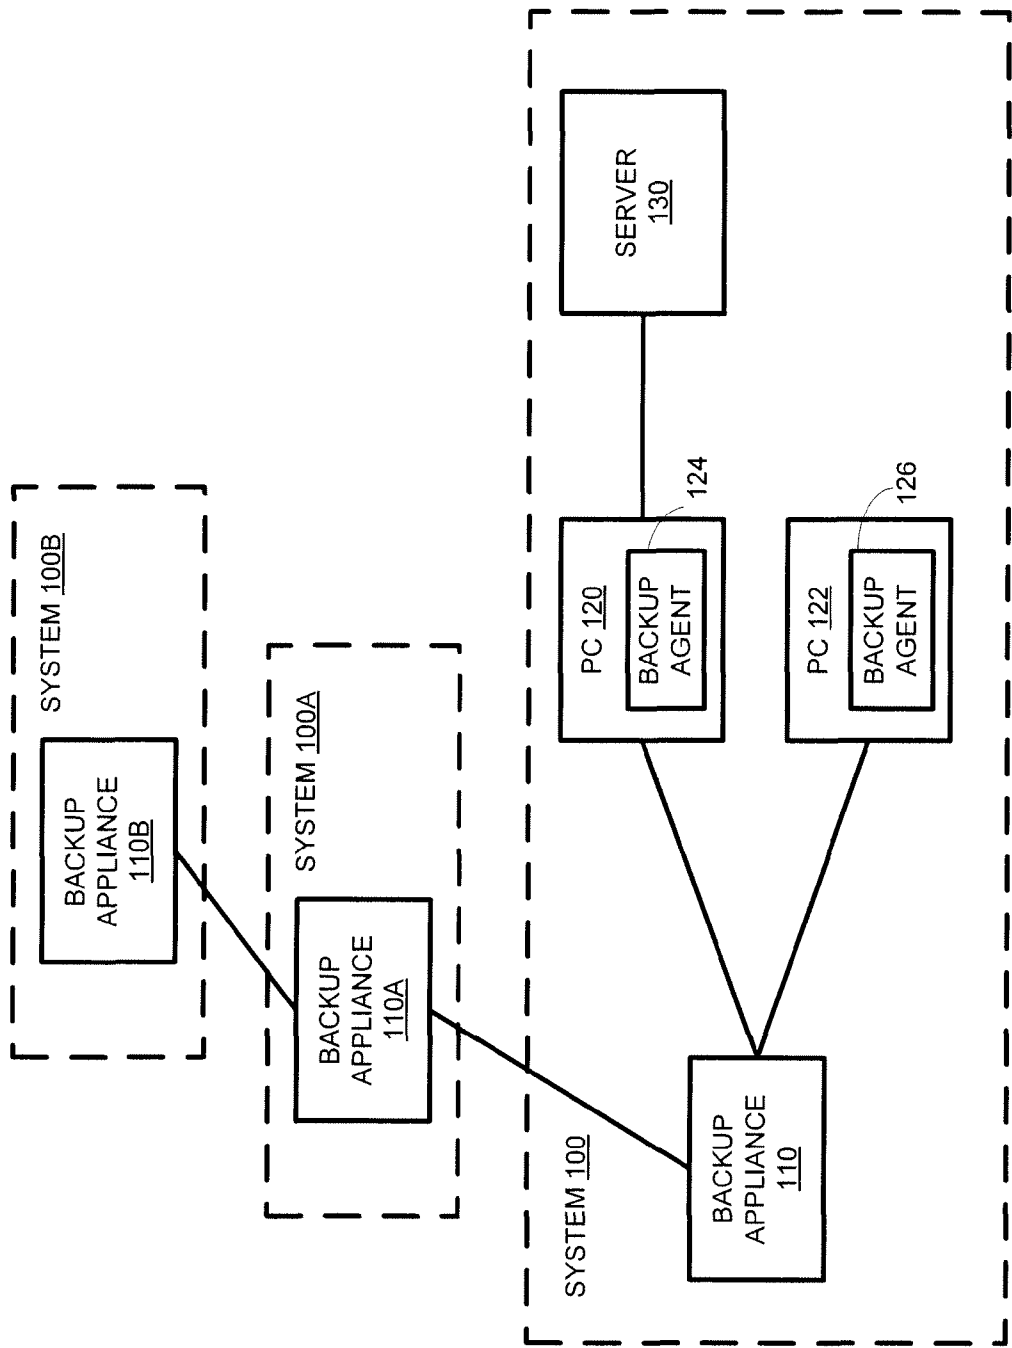 SYSTEM 100B
BACKUP
APPLIANCE
110B
SYSTEM 100A
BACKUP
APPLIANCE
110A
SYSTEM 100
BACKUP
APPLIANCE
110
PC 120
BACKUP
AGENT
124
SERVER
130
PC 122
BACKUP
AGENT
126